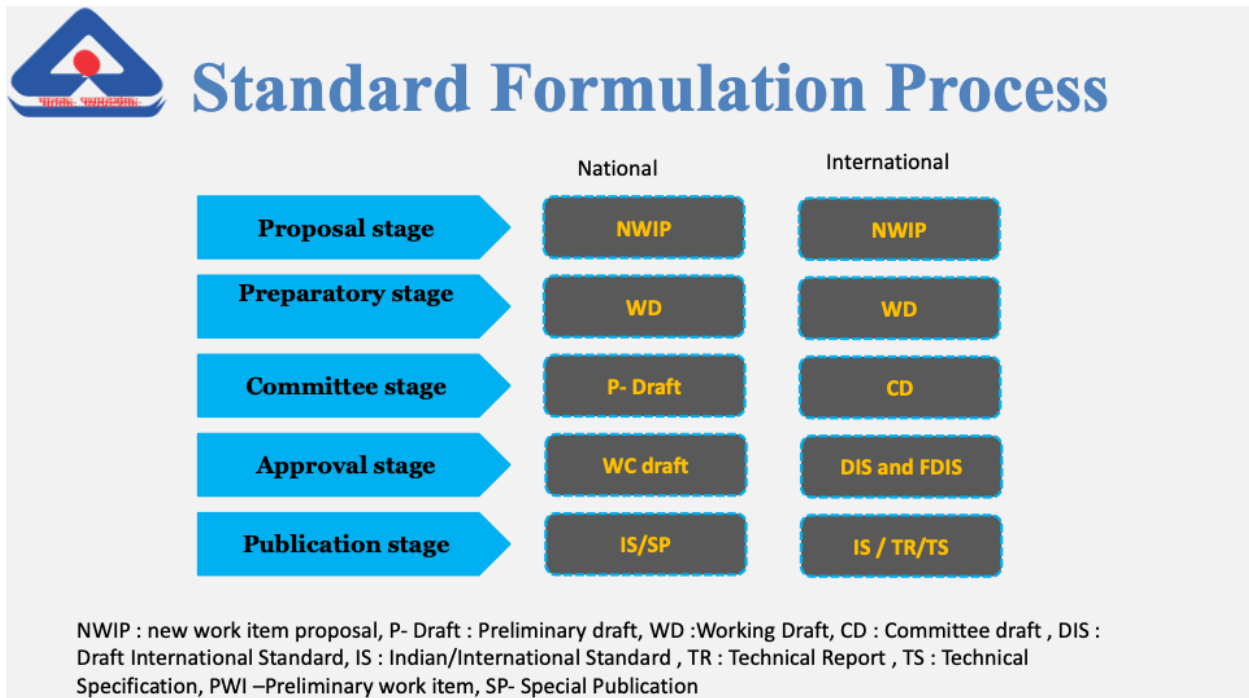 Standard Formulation Process
National International
Proposal stage NWIP NWIP
Preparatory stage WD WD
Committee stage P- Draft CD
Approval stage WC draft DIS and FDIS
Publication stage IS/SP IS / TR/TS
NWIP : new work item proposal, P- Draft : Preliminary draft, WD :Working Draft, CD : Committee draft , DIS :
Draft International Standard, IS : Indian/International Standard , TR : Technical Report , TS : Technical
Specification, PWI –Preliminary work item, SP- Special Publication